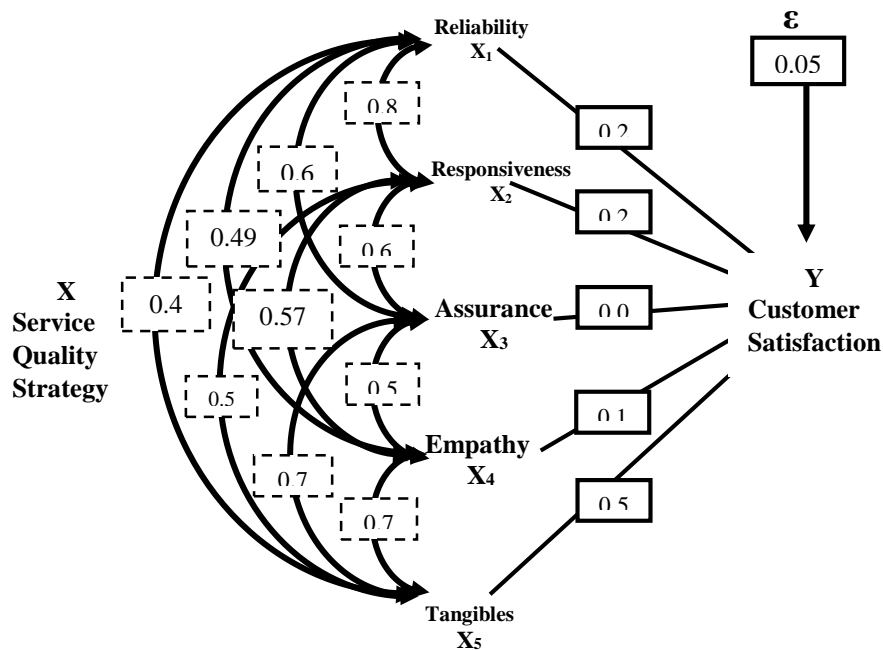 Reliability
X1
ε
0.05
0.8
0.2
0.6
Responsiveness
X2
0.2
0.49
0.6
X
Service
Quality
Strategy
0.4
0.57
Assurance
X3
0.0
Y
Customer
Satisfaction
0.5
0.5
Empathy
X4
0.1
0.7
0.7
0.5
Tangibles
X5